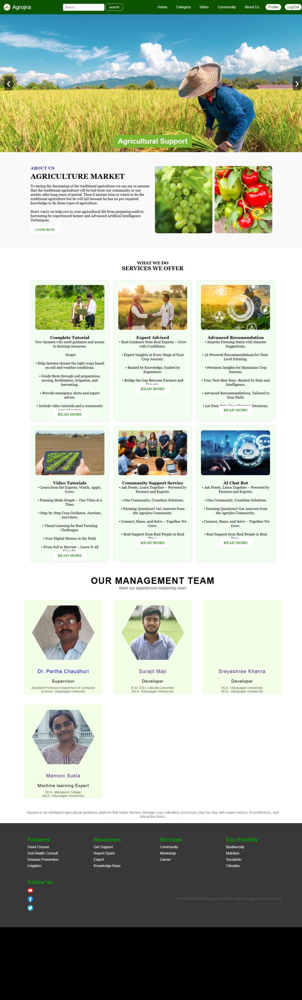 Agrojira
Search...
search
Home
Category
Video
Community
About Us
Profile
LogOut
❮
❯
Agricultural Support
ABOUT US
AGRICULTURE MARKET
To seeing the decreasing of the traditional agriculture we can say or assume
that the traditional agriculture will be lost from our community or our
society after long years of period. Then if anyone tries or wants to do the
traditional agriculture but he will fail because he has no pre required
knowledge to do these types of agriculture.
Don't warry we help you in your agricultural life from preparing soild to
harvesting by experienced farmer and Advanced Artificial Intelligence
Techniques.
LEARN MORE
WHAT WE DO
SERVICES WE OFFER
Complete Tutorial
New farmers who need guidance and access
to farming resources.
- Scope:
• Help farmers choose the right crops based
on soil and weather conditions.
• Guide them through soil preparation,
sowing, fertilization, irrigation, and
harvesting.
• Provide emergency alerts and expert
advice.
• Include video tutorials and a community
support system
READ MORE
Expert Adviced
• Real Guidance from Real Experts – Grow
with Confidence.
• Expert Insights at Every Stage of Your
Crop Journey.
• Backed by Knowledge, Guided by
Experience.
• Bridge the Gap Between Farmers and
Experts
READ MORE
Advanced Recomendation
• Smarter Farming Starts with Smarter
Suggestions.
• AI-Powered Recommendations for Next-
Level Farming.
• Precision Insights for Maximum Crop
Success.
• Your Next Best Step—Backed by Data and
Intelligence.
• Advanced Recommendations, Tailored to
Your Field.
• Let Data Drive Your Farming Decisions.
READ MORE
Video Tutorials
• Learn from the Experts. Watch, Apply,
Grow.
• Farming Made Simple – One Video at a
Time.
• Step-by-Step Crop Guidance, Anytime,
Anywhere.
• Visual Learning for Real Farming
Challenges.
• Your Digital Mentor in the Field.
• From Soil to Harvest – Learn It All
Visually
READ MORE
Community Support Service
• Ask Freely, Learn Together – Powered by
Farmers and Experts.
• One Community, Countless Solutions.
• Farming Questions? Get Answers from
the Agrojira Community.
• Connect, Share, and Solve – Together We
Grow.
• Real Support from Real People in Real
Time
READ MORE
AI Chat Bot
• Ask Freely, Learn Together – Powered by
Farmers and Experts.
• One Community, Countless Solutions.
• Farming Questions? Get Answers from
the Agrojira Community.
• Connect, Share, and Solve – Together We
Grow.
• Real Support from Real People in Real
Time
READ MORE
OUR MANAGEMENT TEAM
Meet our experienced leadership team
Dr. Partha Chaudhuri
Supervisor
Assistant Professor,Department of Computer
Science, Vidyasagar University
Surajit Maji
Developer
B.Sc (CS), Calcutta University
MCA, Vidyasagar Unniversity
Sreyashree Khanra
Developer
BCA, Vidyasagar Unniversity
MCA, Vidyasagar Unniversity
Mamoni Sukla
Machine learning Expert
BCA, Midnapore College
MCA, Vidyasagar Unniversity
Agrojira is an intelligent agricultural guidance platform that helps farmers manage crop cultivation processes step-by-step with expert advice, AI predictions, and
interactive tools.
Features
Seed Choose
Soil Health Consult
Disease Prevention
Irrigation
Resources
Get Support
Report Spam
Expert
Knowledge Base
Services
Community
Workshop
Career
Eco Friendly
Biodiversity
Nutrition
Socialistic
Climates
Follow Us
© 2024 [Surajit Maji,Sreyashree Khanra, Mamoni Sukla]. All rights reserved